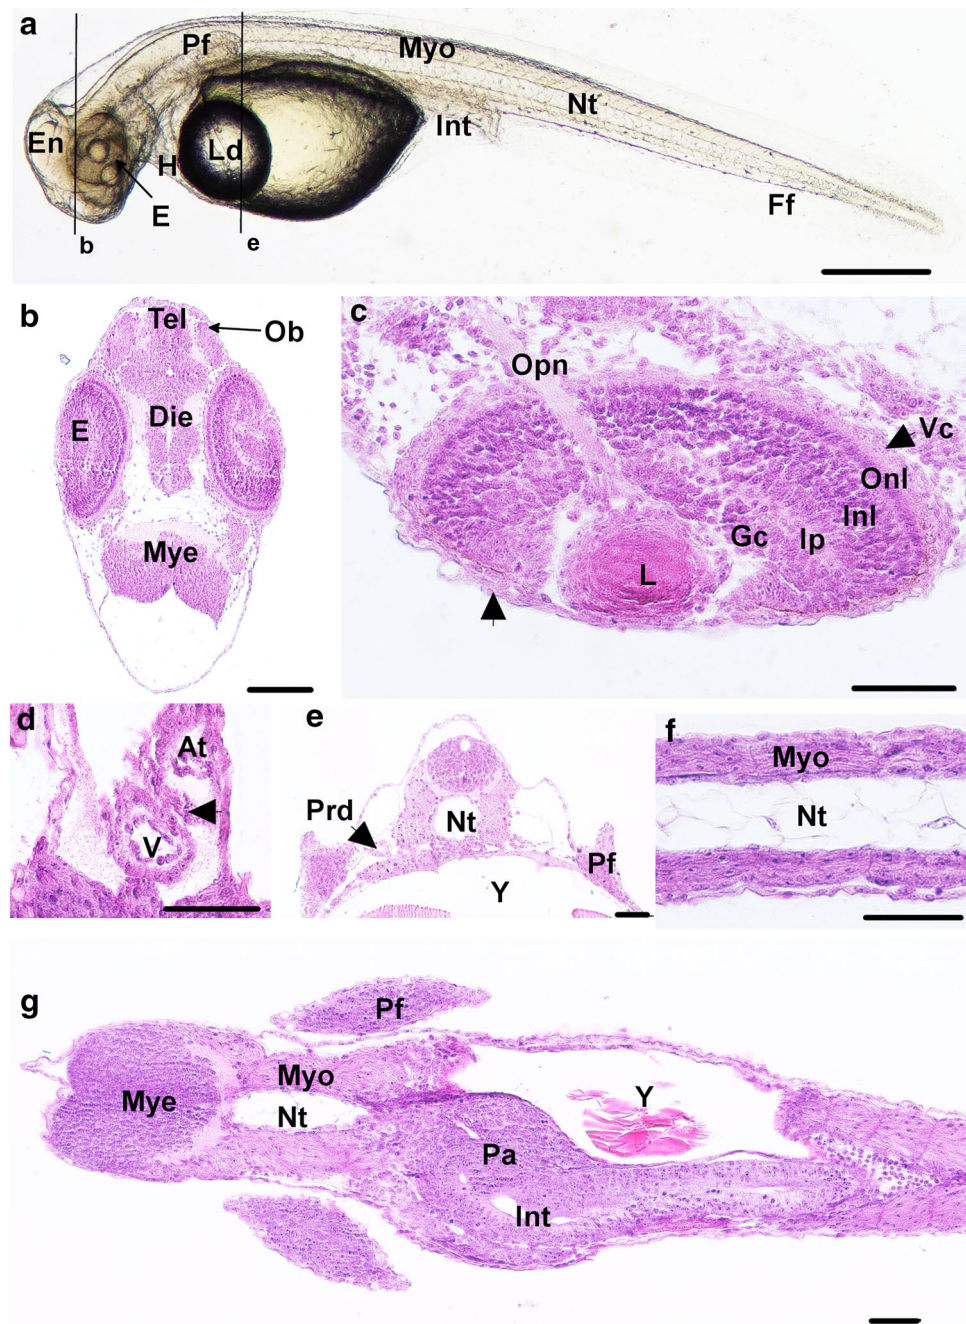 a
Pf
Myo
Nt
En
Int
Ld
H
E
Ff
b
e
b
Tel
Ob
Die
E
Mye
c
Opn
Vc
Onl
Inl
Gc
Ip
L
d
At
V
e
Prd
Nt
Pf
Y
f
Myo
Nt
g
Pf
Myo
Y
Mye
Nt
Pa
Int